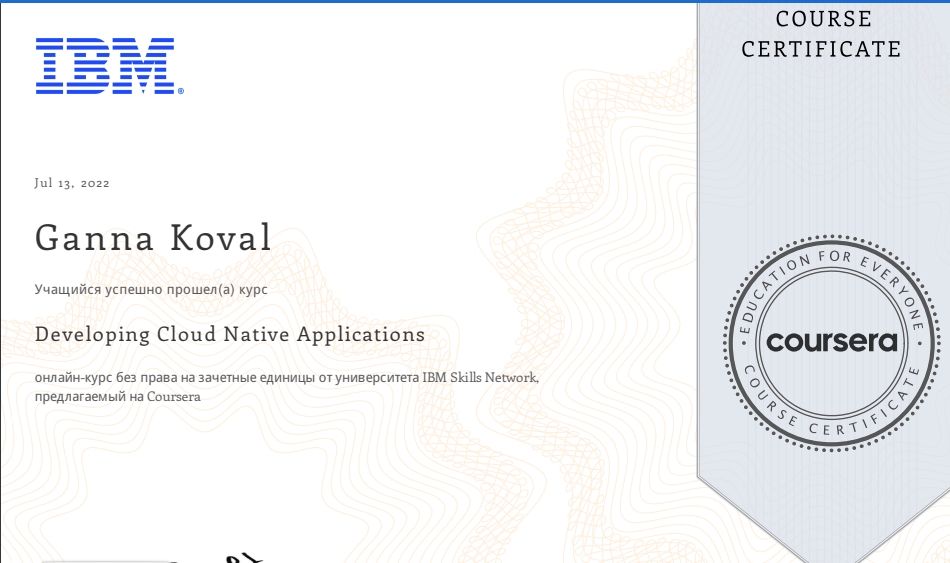 COURSE
CERTIFICATE
IBM®
Jul 13, 2022
Ganna Koval
Учащийся успешно прошел(а) курс
Developing Cloud Native Applications
онлайн-курс без права на зачетные единицы от университета IBM Skills Network,
предлагаемый на Coursera
EDUCATION FOR EVERYONE
coursera
COURSE CERTIFICATE